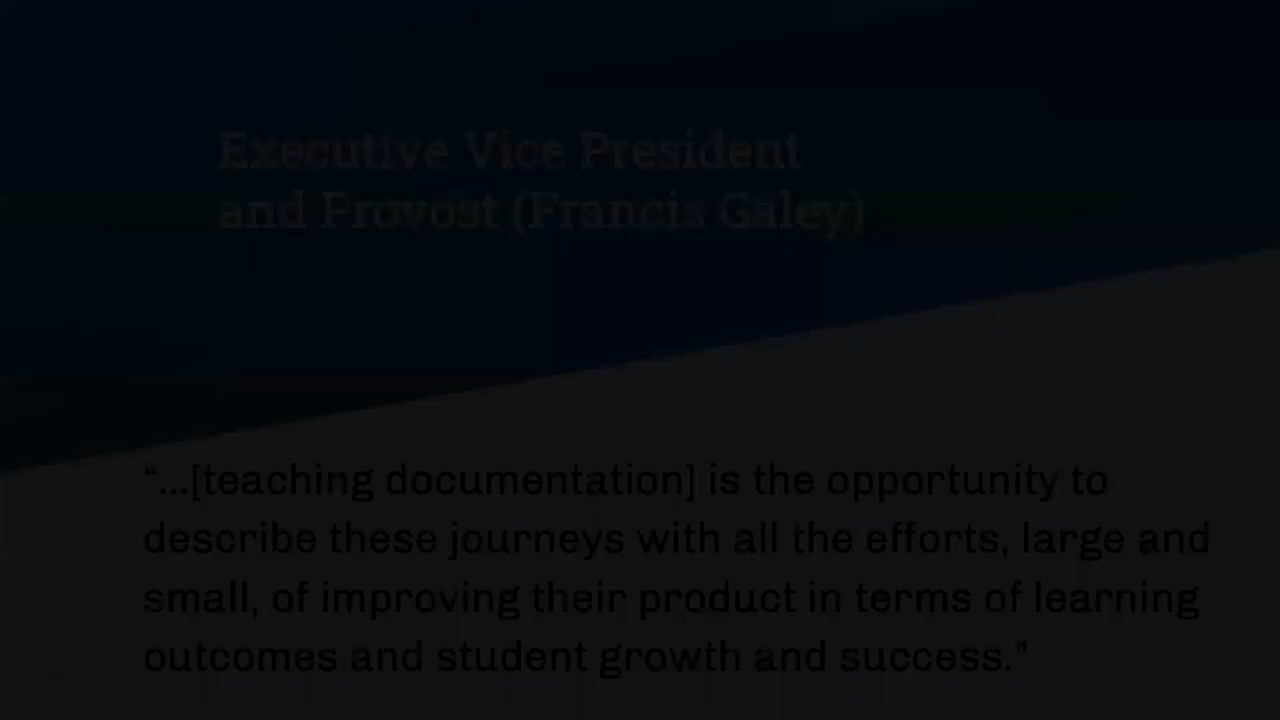 Executive Vice President
and Provost (Francis Galey)
“...[teaching documentation] is the opportunity to
describe these journeys with all the efforts, large and
small, of improving their product in terms of learning
outcomes and student growth and success.”